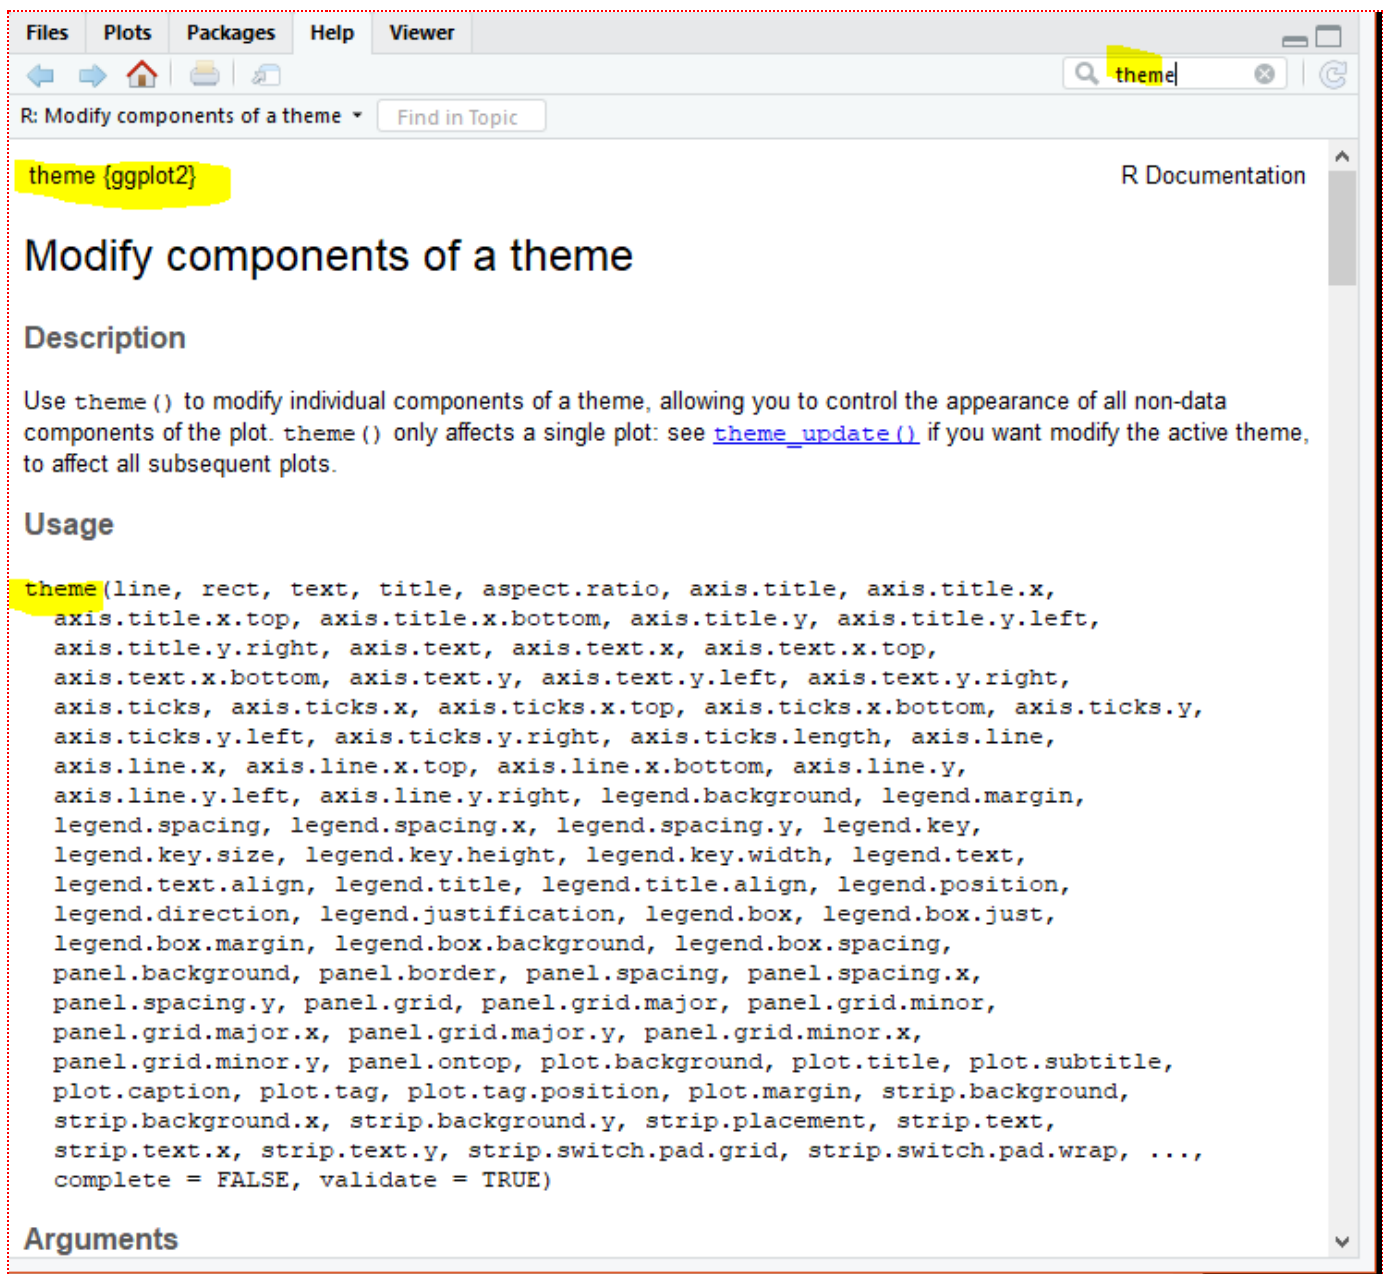 Files Plots Packages Help Viewer
theme
R: Modify components of a theme Find in Topic
theme {ggplot2} R Documentation
Modify components of a theme
Description
Use theme() to modify individual components of a theme, allowing you to control the appearance of all non-data
components of the plot. theme() only affects a single plot: see theme_update() if you want modify the active theme,
to affect all subsequent plots.
Usage
theme(line, rect, text, title, aspect.ratio, axis.title, axis.title.x,
axis.title.x.top, axis.title.x.bottom, axis.title.y, axis.title.y.left,
axis.title.y.right, axis.text, axis.text.x, axis.text.x.top,
axis.text.x.bottom, axis.text.y, axis.text.y.left, axis.text.y.right,
axis.ticks, axis.ticks.x, axis.ticks.x.top, axis.ticks.x.bottom, axis.ticks.y,
axis.ticks.y.left, axis.ticks.y.right, axis.ticks.length, axis.line,
axis.line.x, axis.line.x.top, axis.line.x.bottom, axis.line.y,
axis.line.y.left, axis.line.y.right, legend.background, legend.margin,
legend.spacing, legend.spacing.x, legend.spacing.y, legend.key,
legend.key.size, legend.key.height, legend.key.width, legend.text,
legend.text.align, legend.title, legend.title.align, legend.position,
legend.direction, legend.justification, legend.box, legend.box.just,
legend.box.margin, legend.box.background, legend.box.spacing,
panel.background, panel.border, panel.spacing, panel.spacing.x,
panel.spacing.y, panel.grid, panel.grid.major, panel.grid.minor,
panel.grid.major.x, panel.grid.major.y, panel.grid.minor.x,
panel.grid.minor.y, panel.ontop, plot.background, plot.title, plot.subtitle,
plot.caption, plot.tag, plot.tag.position, plot.margin, strip.background,
strip.background.x, strip.background.y, strip.placement, strip.text,
strip.text.x, strip.text.y, strip.switch.pad.grid, strip.switch.pad.wrap, ...,
complete = FALSE, validate = TRUE)
Arguments